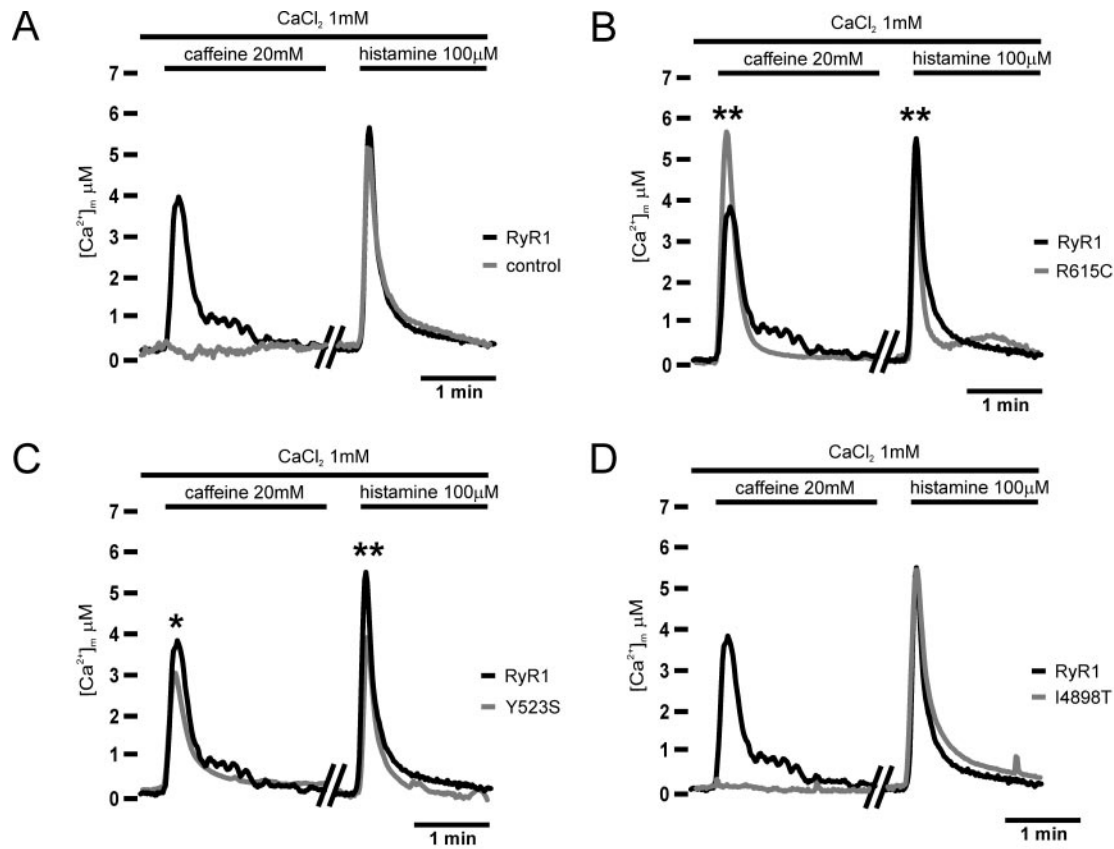 A
CaCl₂ 1mM
caffeine 20mM
histamine 100μM
[Ca²⁺]ₘ μM
7
6
5
4
3
2
1
0
RyR1
control
1 min
B
CaCl₂ 1mM
caffeine 20mM
histamine 100μM
[Ca²⁺]ₘ μM
7
6
5
4
3
2
1
0
**
**
RyR1
R615C
1 min
C
CaCl₂ 1mM
caffeine 20mM
histamine 100μM
[Ca²⁺]ₘ μM
7
6
5
4
3
2
1
0
*
**
RyR1
Y523S
1 min
D
CaCl₂ 1mM
caffeine 20mM
histamine 100μM
[Ca²⁺]ₘ μM
7
6
5
4
3
2
1
0
RyR1
I4898T
1 min